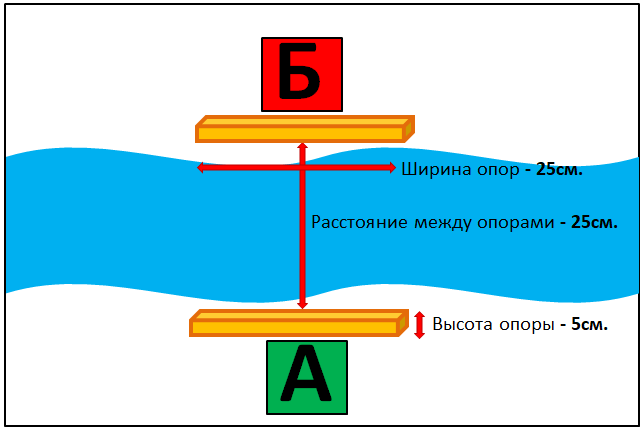 Б
Ширина опор - 25см.
Расстояние между опорами - 25см.
Высота опоры - 5см.
А